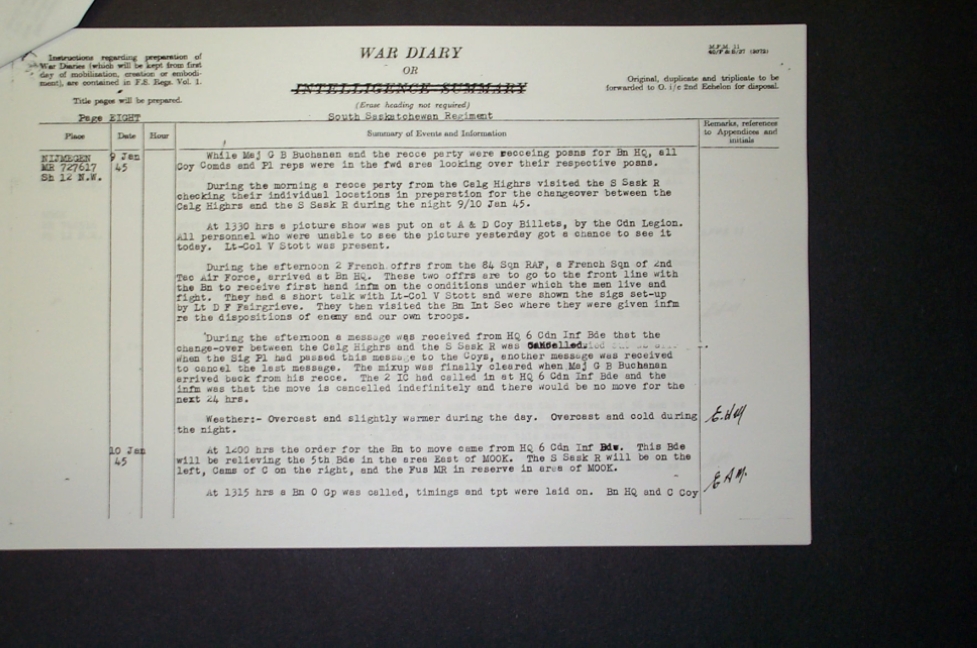 Instructions regarding preparation of
War Diaries (which will be kept from first
day of mobilisation, creation or embodi-
ment), are contained in F.S. Regs. Vol. 1.
Title pages will be prepared.
WAR DIARY
OR
INTELLIGENCE SUMMARY
(Erase heading not required)
Original, duplicate and triplicate to be
forwarded to O. i/c 2nd Echelon for disposal.
Page EIGHT
South Saskatchewan Regiment
Place Date Hour Summary of Events and Information
Remarks, references
to Appendices and
initials
NIJMEGEN
MR 727617
Sh 12 N.W.
9 Jan
45
While Maj G B Buchanan and the recce party were recceing posns for Bn HQ, all
Coy Comds and Pl reps were in the fwd area looking over their respective posns.
During the morning a recce party from the Calg Highrs visited the S Sask R
checking their individual locations in preparation for the changeover between the
Calg Highrs and the S Sask R during the night 9/10 Jan 45.
At 1330 hrs a picture show was put on at A & D Coy Billets, by the Cdn Legion.
All personnel who were unable to see the picture yesterday got a chance to see it
today. Lt-Col V Stott was present.
During the afternoon 2 French offrs from the 84 Sqn RAF, a French Sqn of 2nd
Tac Air Force, arrived at Bn HQ. These two offrs are to go to the front line with
the Bn to receive first hand infm on the conditions under which the men live and
fight. They had a short talk with Lt-Col V Stott and were shown the sigs set-up
by Lt D F Fairgrieve. They then visited the Bn Int Sec where they were given infm
re the dispositions of enemy and our own troops.
During the afternoon a message was received from HQ 6 Cdn Inf Bde that the
change-over between the Calg Highrs and the S Sask R was cancelled.
when the Sig Pl had passed this message to the Coys, another message was received
to cancel the last message. The mixup was finally cleared when Maj G B Buchanan
arrived back from his recce. The 2 IC had called in at HQ 6 Cdn Inf Bde and the
infm was that the move is cancelled indefinitely and there would be no move for the
next 24 hrs.
Weather:- Overcast and slightly warmer during the day. Overcast and cold during
the night.
10 Jan
45
At 1200 hrs the order for the Bn to move came from HQ 6 Cdn Inf Bde. This Bde
will be relieving the 5th Bde in the area East of MOOK. The S Sask R will be on the
left, Cams of C on the right, and the Fus MR in reserve in area of MOOK.
At 1315 hrs a Bn O Gp was called, timings and tpt were laid on. Bn HQ and C Coy